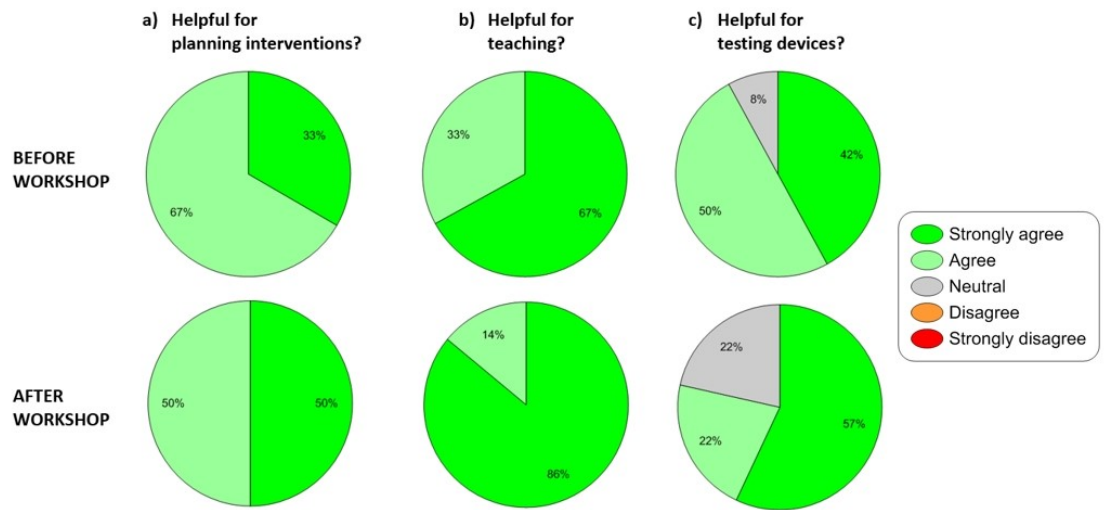 a) Helpful for
planning interventions?
b) Helpful for
teaching?
c) Helpful for
testing devices?
BEFORE
WORKSHOP
33%
67%
33%
67%
8%
42%
50%
Strongly agree
Agree
Neutral
Disagree
Strongly disagree
AFTER
WORKSHOP
50%
50%
14%
86%
22%
22%
57%